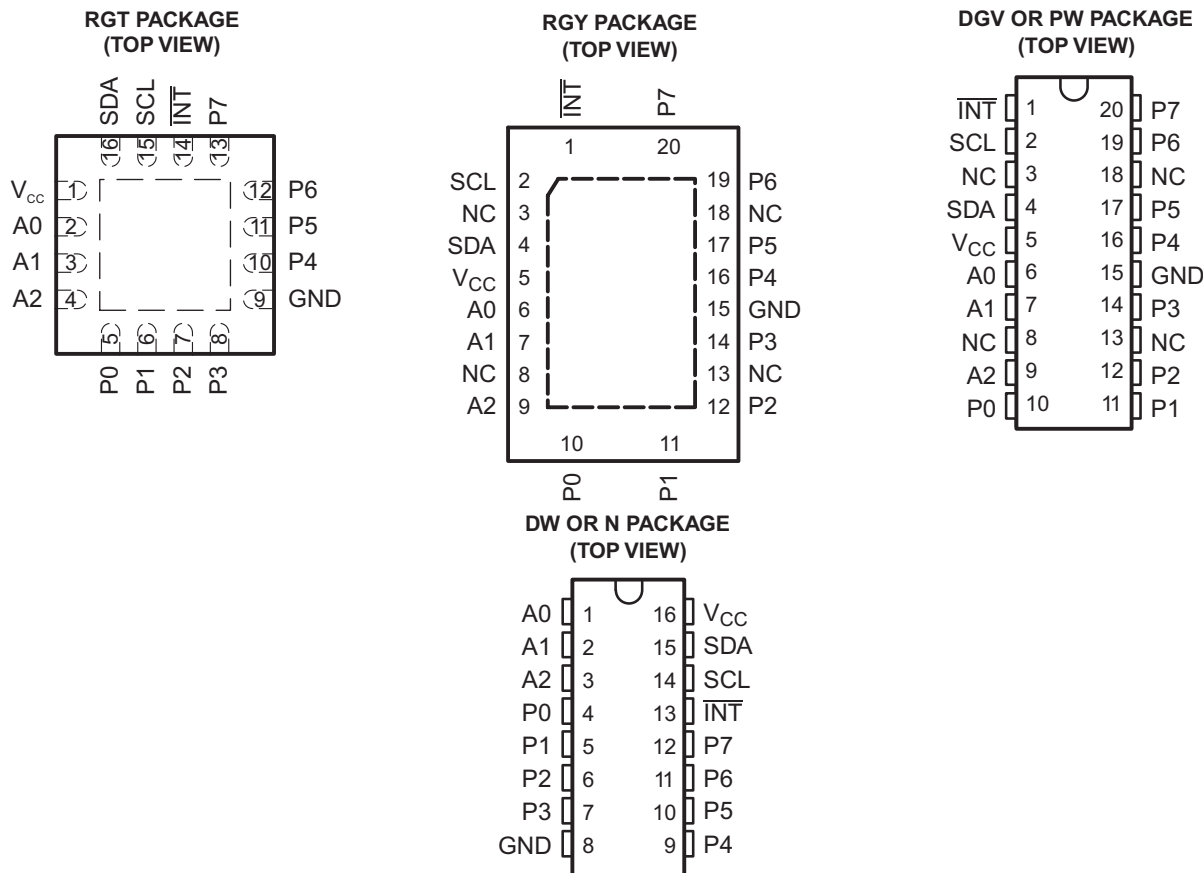 RGT PACKAGE
(TOP VIEW)
SDA SCL INT P7
16 15 14 13
VCC 1 12 P6
A0 2 11 P5
A1 3 10 P4
A2 4 9 GND
5 6 7 8
P0 P1 P2 P3
RGY PACKAGE
(TOP VIEW)
INT P7
1 20
SCL 2 19 P6
NC 3 18 NC
SDA 4 17 P5
VCC 5 16 P4
A0 6 15 GND
A1 7 14 P3
NC 8 13 NC
A2 9 12 P2
10 11
P0 P1
DGV OR PW PACKAGE
(TOP VIEW)
INT 1 20 P7
SCL 2 19 P6
NC 3 18 NC
SDA 4 17 P5
VCC 5 16 P4
A0 6 15 GND
A1 7 14 P3
NC 8 13 NC
A2 9 12 P2
P0 10 11 P1
DW OR N PACKAGE
(TOP VIEW)
A0 1 16 VCC
A1 2 15 SDA
A2 3 14 SCL
P0 4 13 INT
P1 5 12 P7
P2 6 11 P6
P3 7 10 P5
GND 8 9 P4